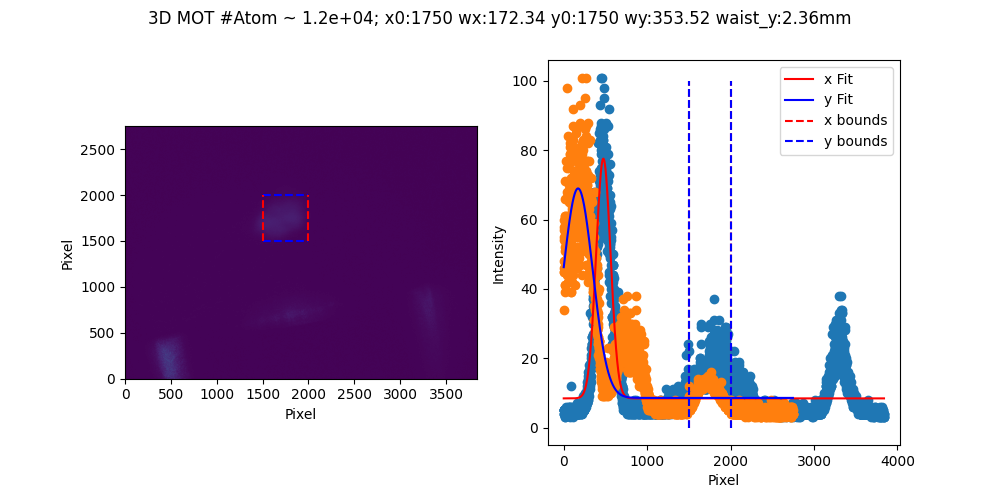 3D MOT #Atom ~ 1.2e+04; x0:1750 wx:172.34 y0:1750 wy:353.52 waist_y:2.36mm
2500
2000
1500
1000
500
0
0 500 1000 1500 2000 2500 3000 3500
Pixel
Pixel
100
80
60
40
20
0
0 1000 2000 3000 4000
Pixel
Intensity
x Fit
y Fit
x bounds
y bounds